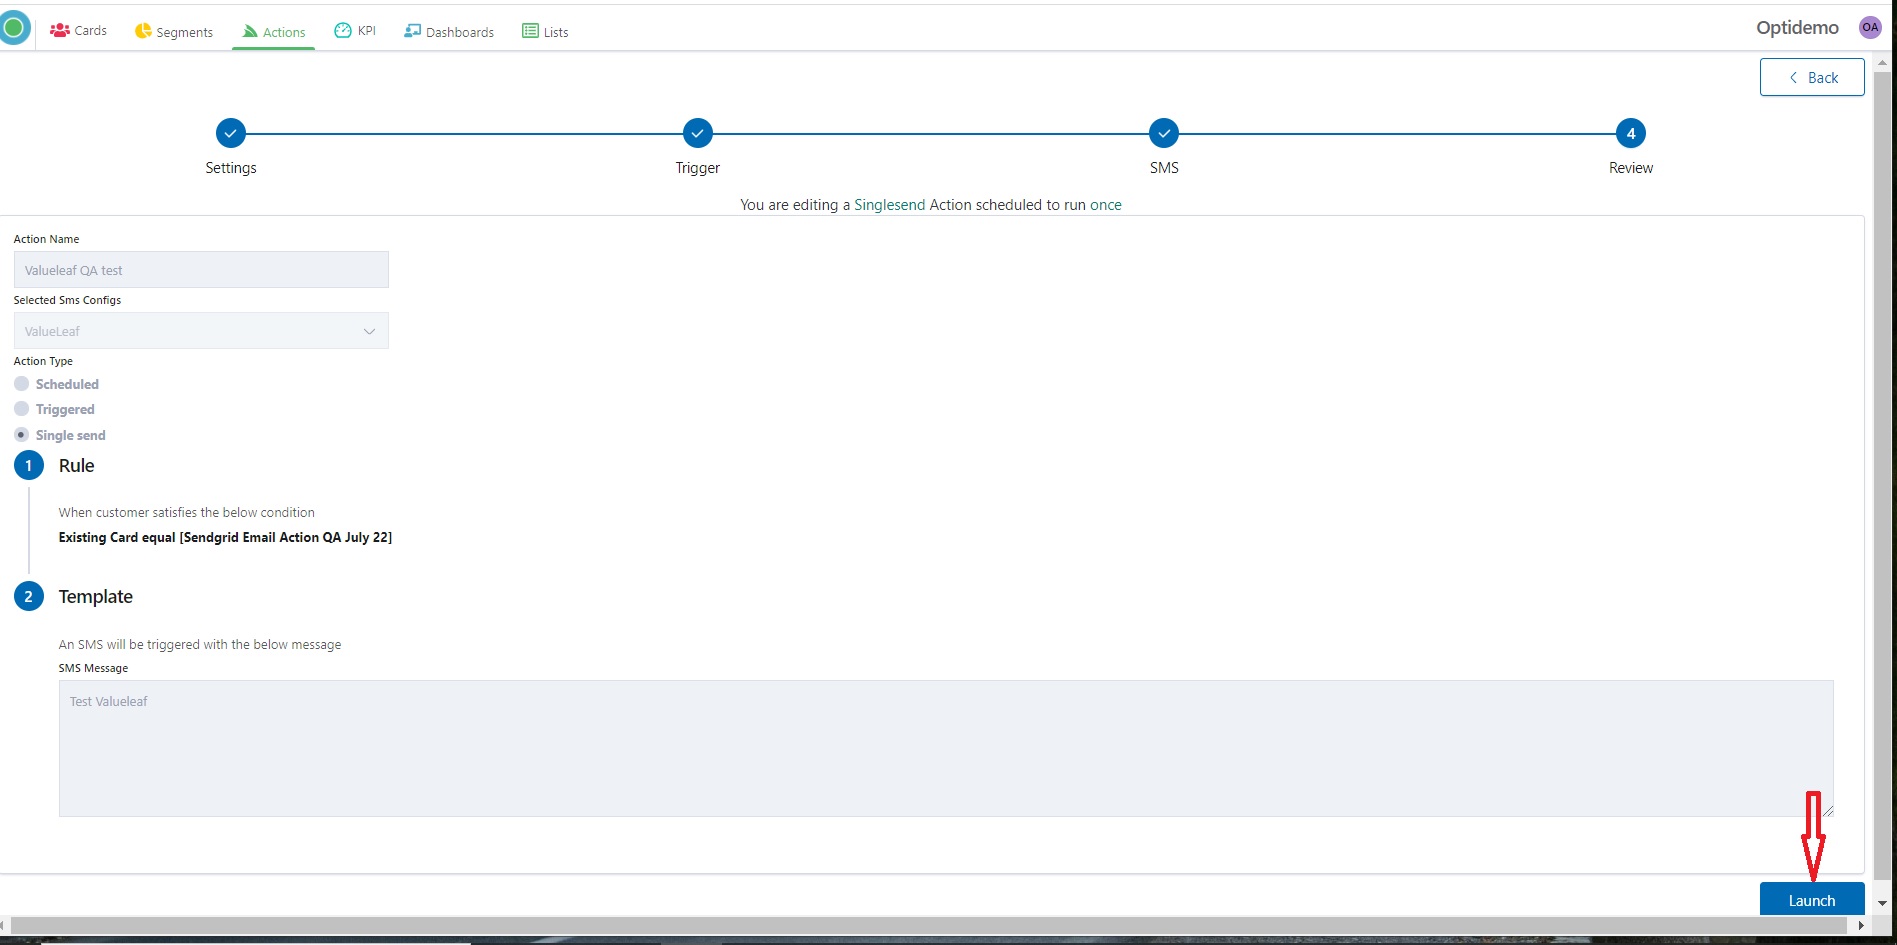 Cards
Segments
Actions
KPI
Dashboards
Lists
Optidemo
OA
Back
4
Settings
Trigger
SMS
Review
You are editing a Singlesend Action scheduled to run once
Action Name
Valueleaf QA test
Selected Sms Configs
ValueLeaf
Action Type
Scheduled
Triggered
Single send
1 Rule
When customer satisfies the below condition
Existing Card equal [Sendgrid Email Action QA July 22]
2 Template
An SMS will be triggered with the below message
SMS Message
Test Valueleaf
Launch